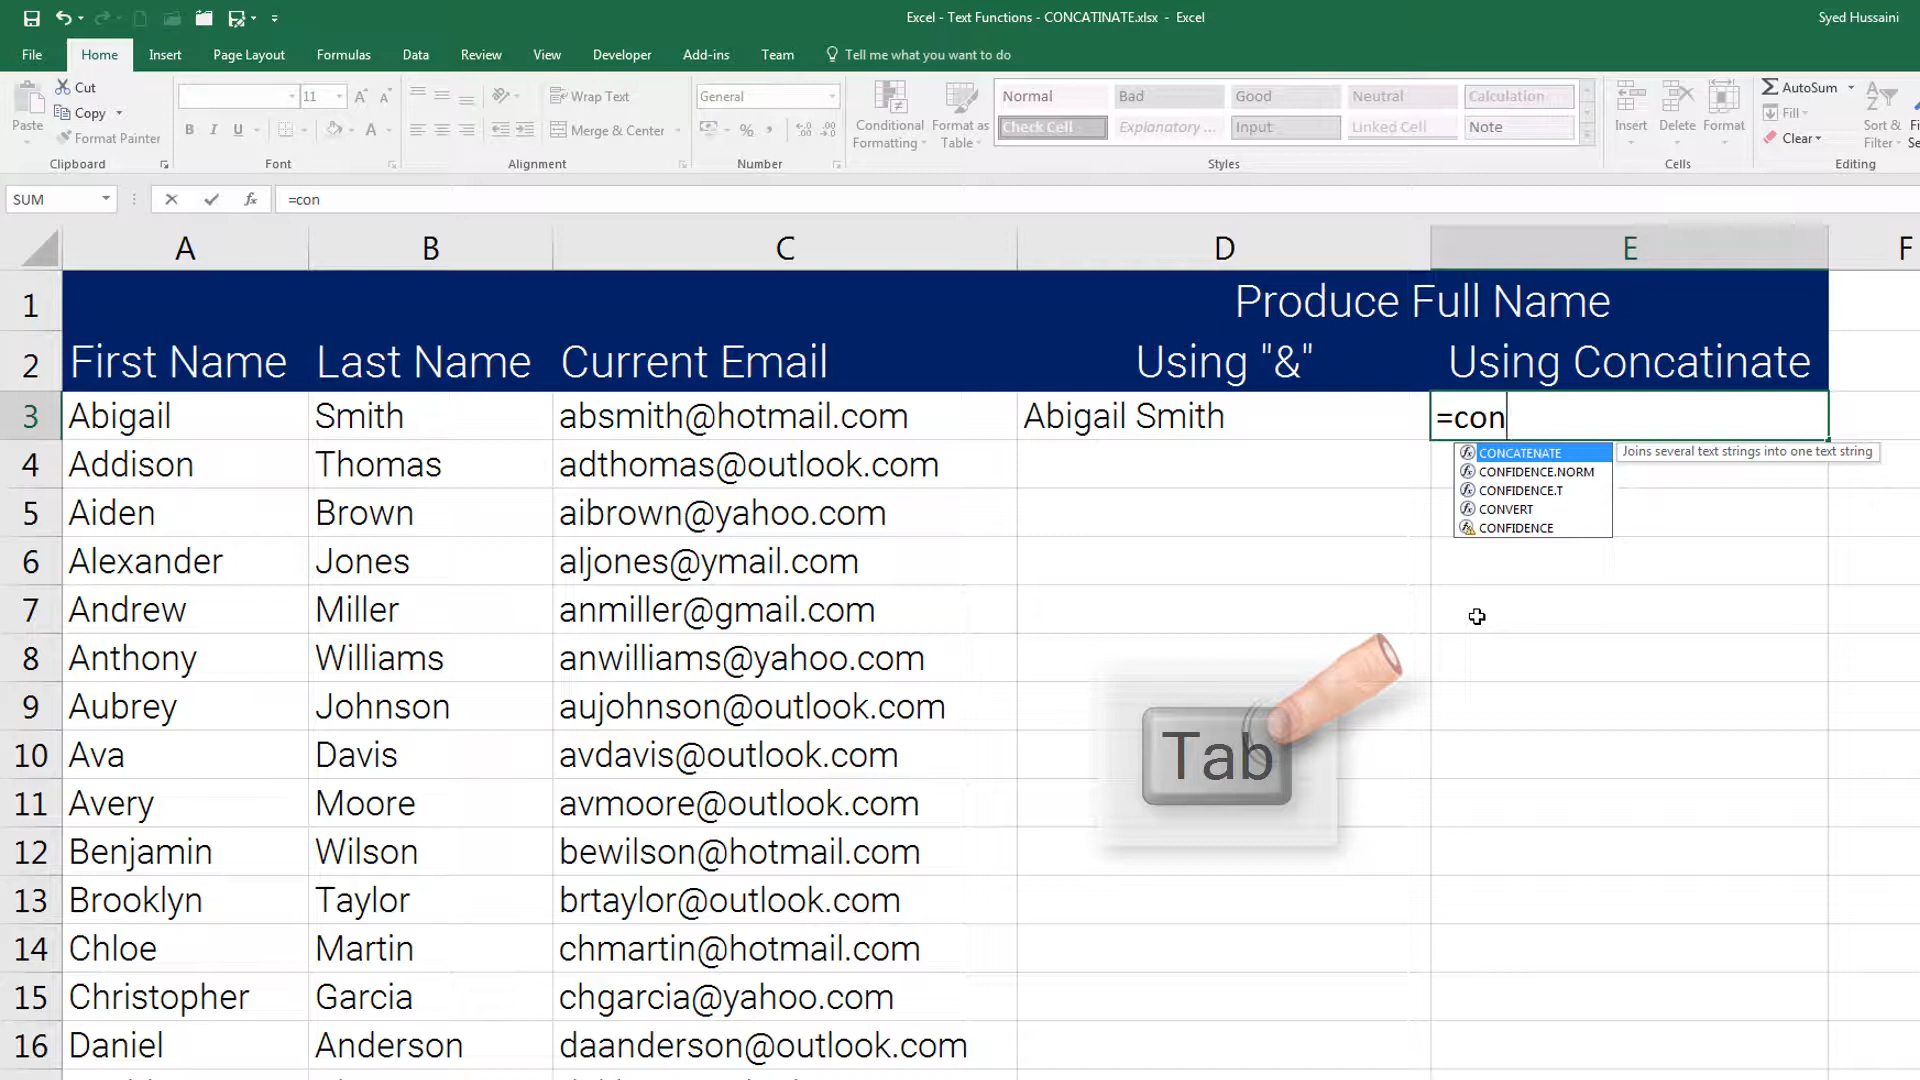 Excel - Text Functions - CONCATINATE.xlsx - Excel
Syed Hussaini
File Home Insert Page Layout Formulas Data Review View Developer Add-ins Team Tell me what you want to do
Paste
Cut
Copy
Format Painter
Clipboard
11 A A
B I U A
Font
Wrap Text
Merge & Center
Alignment
General
% ,
Number
Conditional Formatting
Format as Table
Normal Bad Good Neutral Calculation
Check Cell Explanatory ... Input Linked Cell Note
Styles
Insert Delete Format
Cells
AutoSum
Fill
Clear
Sort & Filter
Editing
SUM fx =con
A B C D E F
1 Produce Full Name
2 First Name Last Name Current Email Using "&" Using Concatinate
3 Abigail Smith absmith@hotmail.com Abigail Smith =con
CONCATENATE Joins several text strings into one text string
CONFIDENCE.NORM
CONFIDENCE.T
CONVERT
CONFIDENCE
4 Addison Thomas adthomas@outlook.com
5 Aiden Brown aibrown@yahoo.com
6 Alexander Jones aljones@ymail.com
7 Andrew Miller anmiller@gmail.com
8 Anthony Williams anwilliams@yahoo.com
9 Aubrey Johnson aujohnson@outlook.com
10 Ava Davis avdavis@outlook.com
Tab
11 Avery Moore avmoore@outlook.com
12 Benjamin Wilson bewilson@hotmail.com
13 Brooklyn Taylor brtaylor@outlook.com
14 Chloe Martin chmartin@hotmail.com
15 Christopher Garcia chgarcia@yahoo.com
16 Daniel Anderson daanderson@outlook.com